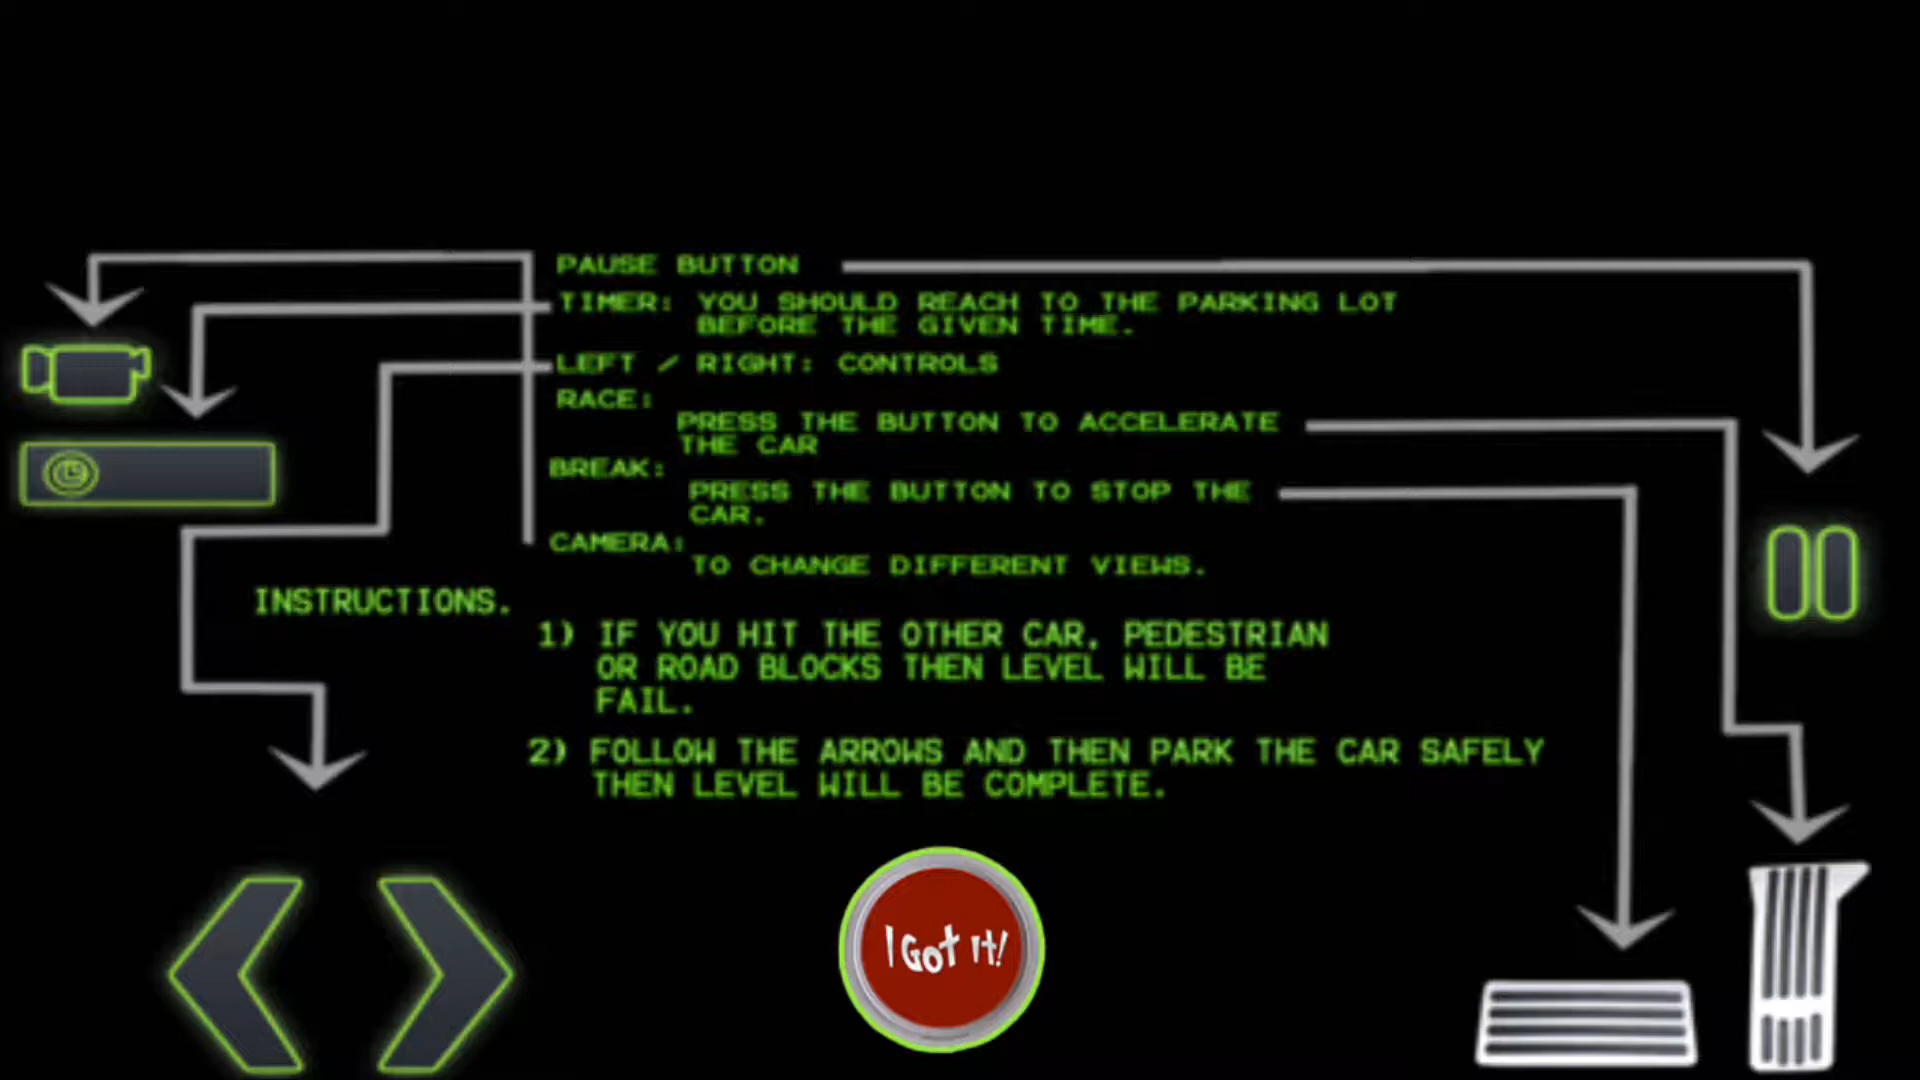 PAUSE BUTTON
TIMER: YOU SHOULD REACH TO THE PARKING LOT
BEFORE THE GIVEN TIME.
LEFT / RIGHT: CONTROLS
RACE:
PRESS THE BUTTON TO ACCELERATE
THE CAR
BREAK:
PRESS THE BUTTON TO STOP THE
CAR.
CAMERA:
TO CHANGE DIFFERENT VIEWS.
INSTRUCTIONS.
1) IF YOU HIT THE OTHER CAR, PEDESTRIAN
OR ROAD BLOCKS THEN LEVEL WILL BE
FAIL.
2) FOLLOW THE ARROWS AND THEN PARK THE CAR SAFELY
THEN LEVEL WILL BE COMPLETE.
I GOT IT!